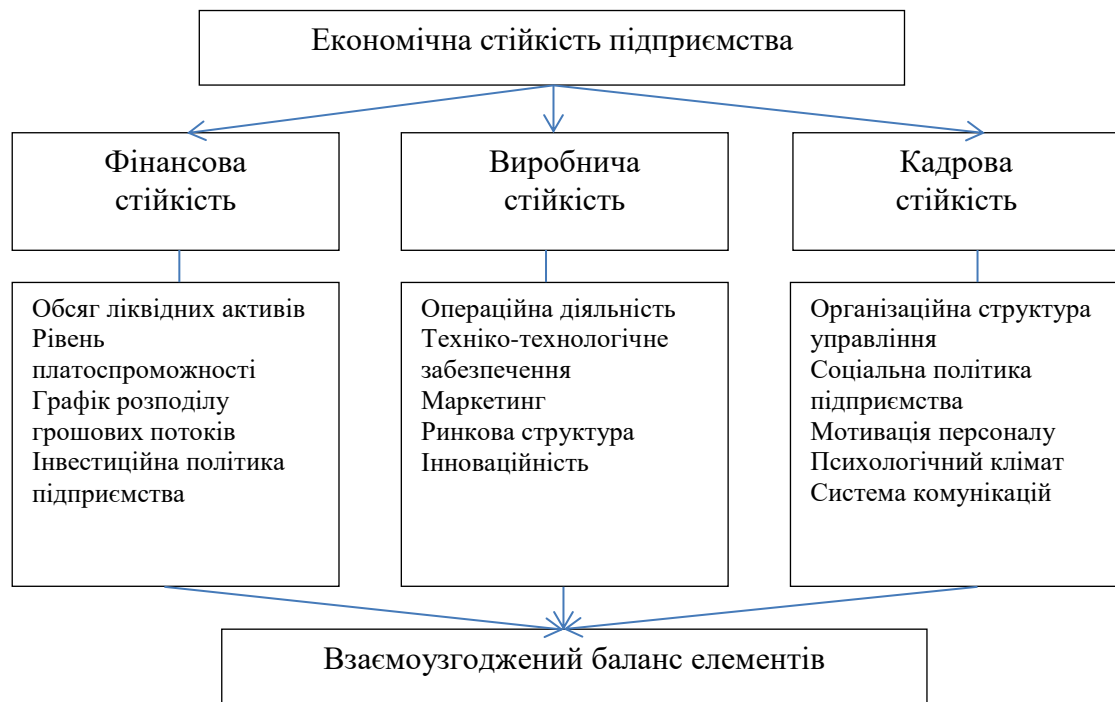 Економічна стійкість підприємства
Фінансова
стійкість
Виробнича
стійкість
Кадрова
стійкість
Обсяг ліквідних активів
Рівень
платоспроможності
Графік розподілу
грошових потоків
Інвестиційна політика
підприємства
Операційна діяльність
Техніко-технологічне
забезпечення
Маркетинг
Ринкова структура
Інноваційність
Організаційна структура
управління
Соціальна політика
підприємства
Мотивація персоналу
Психологічний клімат
Система комунікацій
Взаємоузгоджений баланс елементів